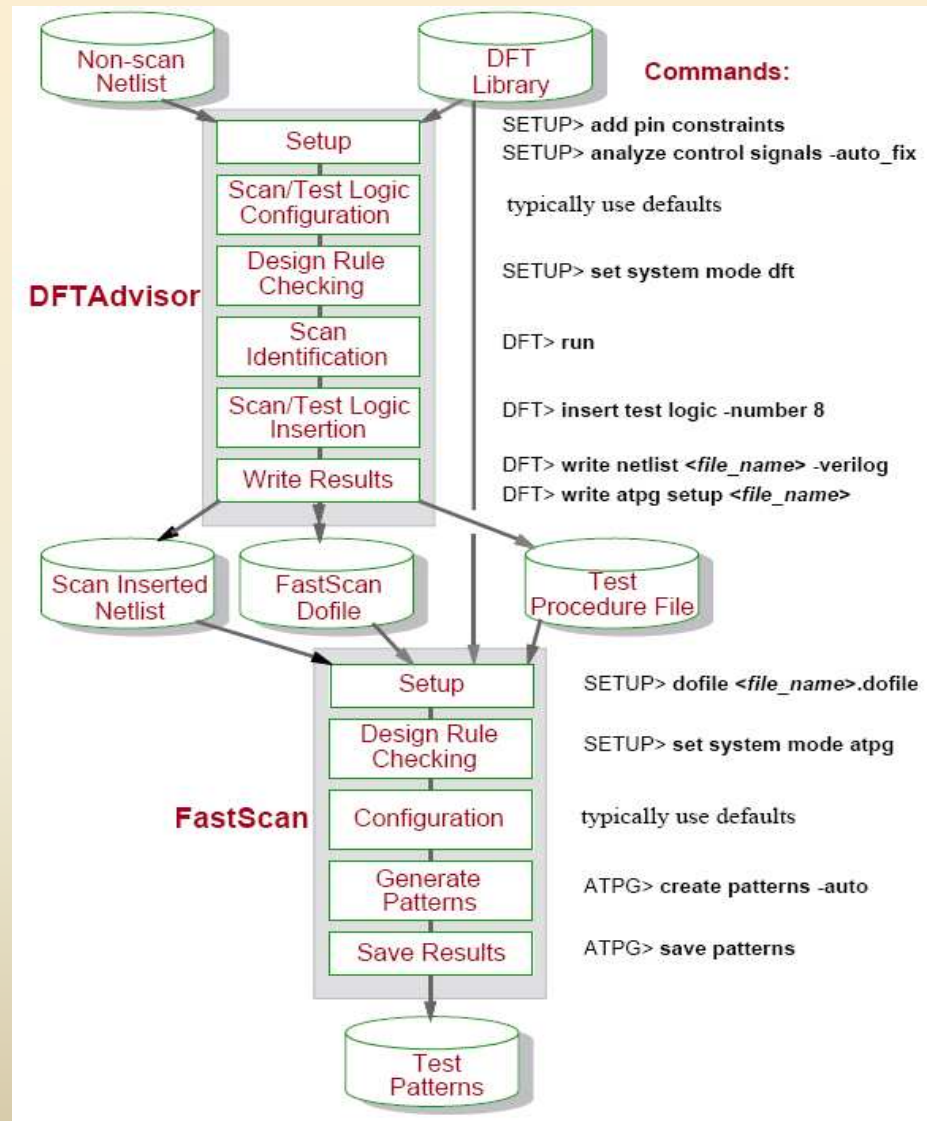 Non-scan
Netlist
DFT
Library
Commands:
Setup
SETUP> add pin constraints
SETUP> analyze control signals -auto_fix
Scan/Test Logic
Configuration
typically use defaults
DFTAdvisor
Design Rule
Checking
SETUP> set system mode dft
Scan
Identification
DFT> run
Scan/Test Logic
Insertion
DFT> insert test logic -number 8
Write Results
DFT> write netlist <file_name> -verilog
DFT> write atpg setup <file_name>
Scan Inserted
Netlist
FastScan
Dofile
Test
Procedure File
Setup
SETUP> dofile <file_name>.dofile
Design Rule
Checking
SETUP> set system mode atpg
FastScan
Configuration
typically use defaults
Generate
Patterns
ATPG> create patterns -auto
Save Results
ATPG> save patterns
Test
Patterns